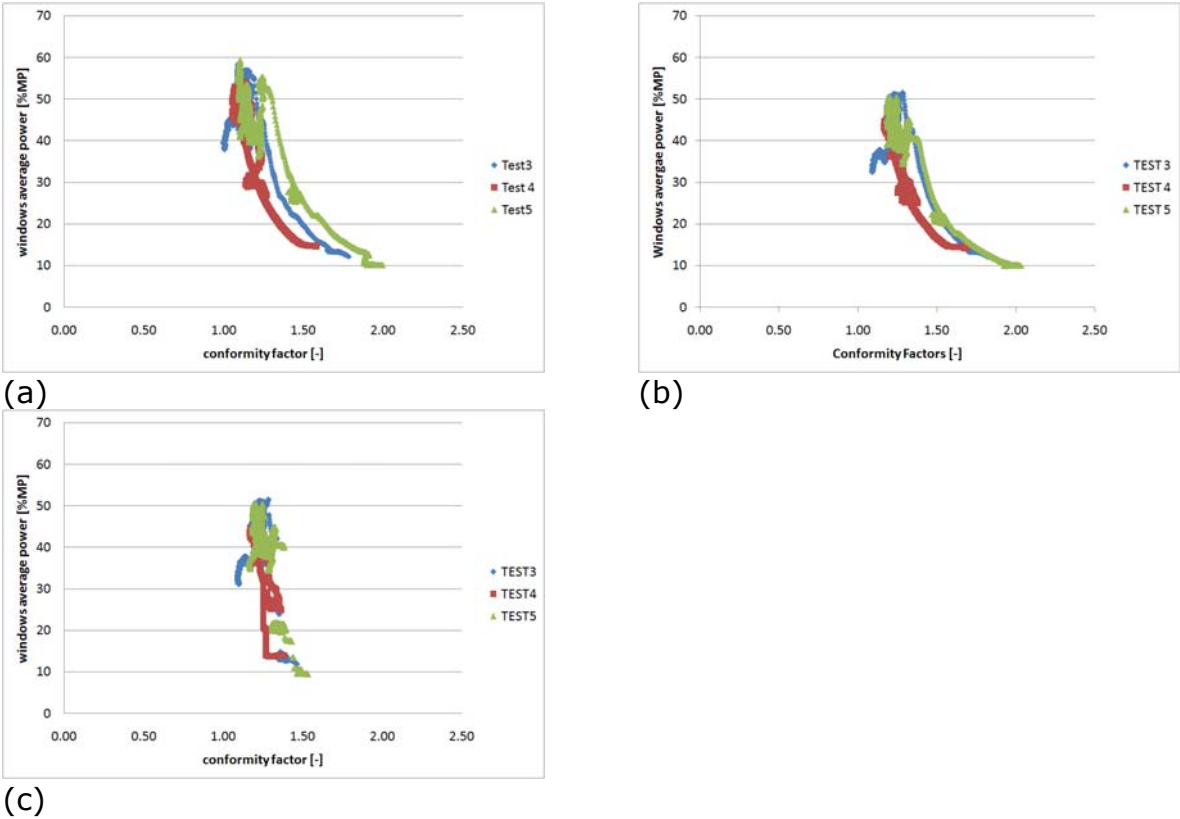 70
60
50
40
30
20
10
0
windows average power [%MP]
0.00 0.50 1.00 1.50 2.00 2.50
conformity factor [-]
Test3
Test 4
Test5
(a)
70
60
50
40
30
20
10
0
Windows avergae power [%MP]
0.00 0.50 1.00 1.50 2.00 2.50
Conformity Factors [-]
TEST 3
TEST 4
TEST 5
(b)
70
60
50
40
30
20
10
0
windows average power [%MP]
0.00 0.50 1.00 1.50 2.00 2.50
conformity factor [-]
TEST3
TEST4
TEST5
(c)